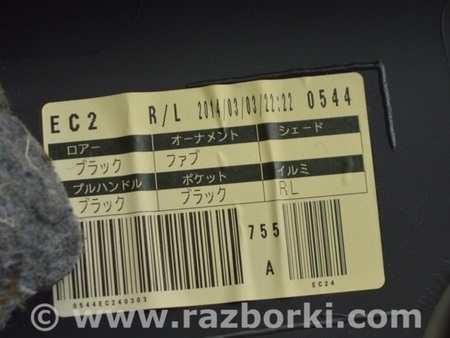 EC2 R/L 2014/03/03/22:22 0544
ロアー オーナメント シェード
ブラック ファブ
プルハンドル ポケット イルミ
ブラック ブラック RL
755
A
0544EC240303 EC24
www.razborki.com